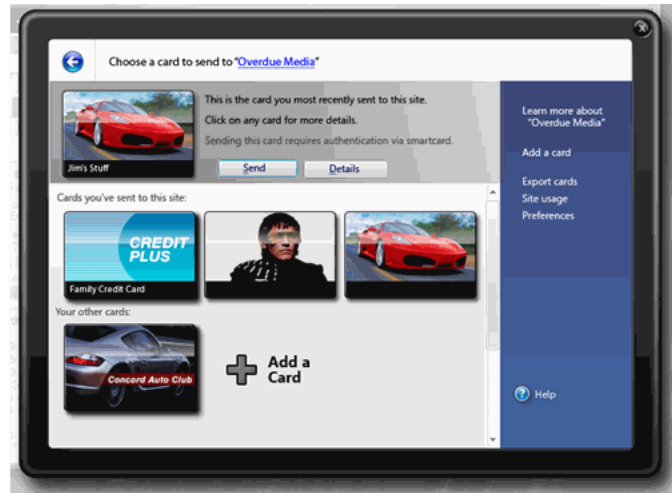 Choose a card to send to "Overdue Media"
This is the card you most recently sent to this site.
Click on any card for more details.
Sending this card requires authentication via smartcard.
Jim's Stuff
Send
Details
Learn more about
"Overdue Media"
Add a card
Export cards
Site usage
Preferences
Cards you've sent to this site:
CREDIT
PLUS
Family Credit Card
Your other cards:
Concord Auto Club
Add a
Card
Help